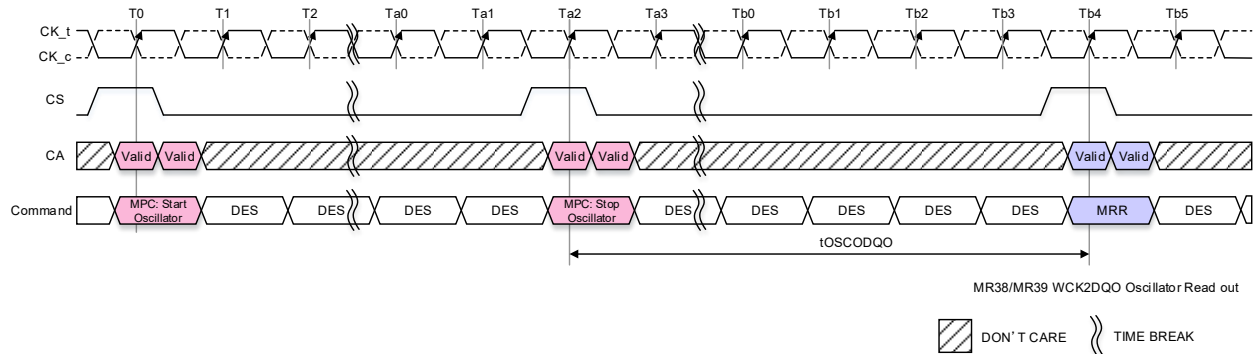 T0 T1 T2 Ta0 Ta1 Ta2 Ta3 Tb0 Tb1 Tb2 Tb3 Tb4 Tb5
CK_t
CK_c
CS
CA Valid Valid Valid Valid Valid Valid
Command MPC: Start Oscillator DES DES DES DES MPC: Stop Oscillator DES DES DES DES DES MRR DES
tOSCODQO
MR38/MR39 WCK2DQO Oscillator Read out
DON'T CARE TIME BREAK